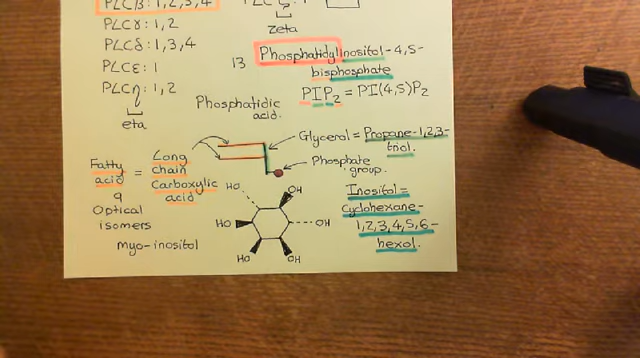 PLCβ: 1,2,3,4
PLCγ: 1,2
PLCδ: 1,3,4
PLCε: 1
PLCη: 1,2
eta
zeta
13
Phosphatidylinositol-4,5-
bisphosphate
PIP2 = PI(4,5)P2
Phosphatidic
acid.
Glycerol = Propane-1,2,3-
triol.
Phosphate
group.
Fatty
acid
=
Long
chain
Carboxylic
acid
9
Optical
isomers
myo-inositol
HO
OH
HO
OH
HO
OH
Inositol =
Cyclohexane-
1,2,3,4,5,6-
hexol.